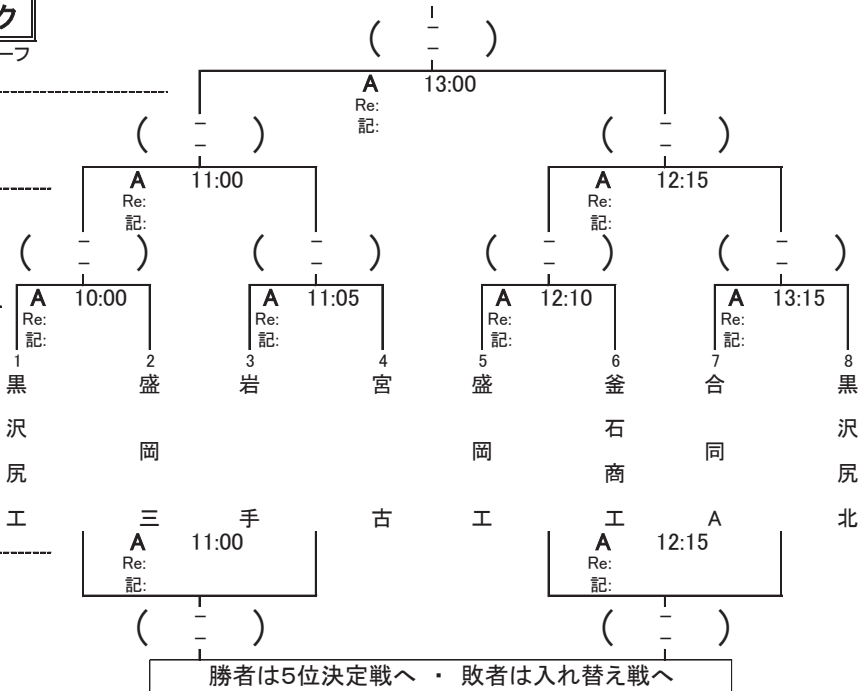 ク
ーフ
( － － )
A 13:00
Re:
記:
( － － ) ( － － )
A 11:00 A 12:15
Re: Re:
記: 記:
( － － ) ( － － ) ( － － ) ( － － )
A 10:00 A 11:05 A 12:10 A 13:15
Re: Re: Re: Re:
記: 記: 記: 記:
1 2 3 4 5 6 7 8
黒沢尻工
盛岡三
岩手
宮古
盛岡工
釜石商工
合同A
黒沢尻北
A 11:00 A 12:15
Re: Re:
記: 記:
( － － ) ( － － )
勝者は5位決定戦へ ・ 敗者は入れ替え戦へ